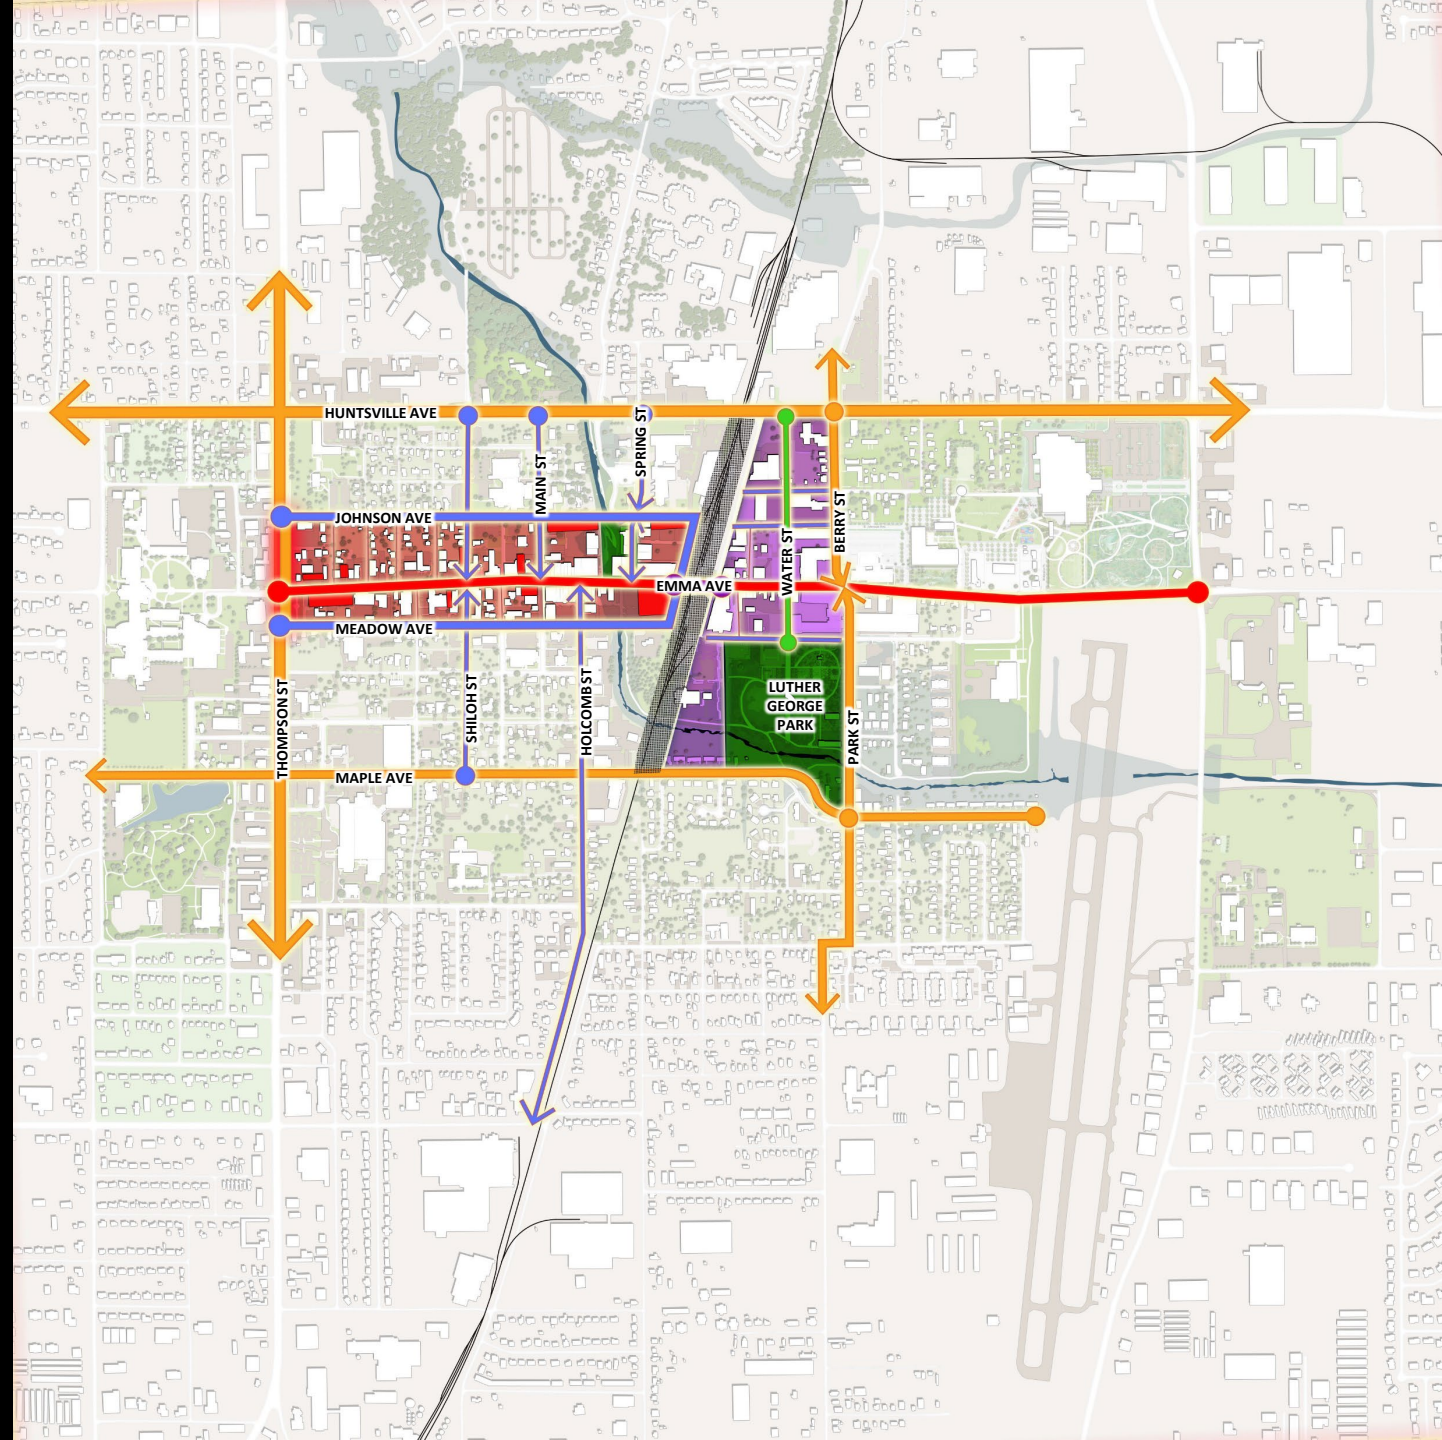 HUNTSVILLE AVE
SPRING ST
MAIN ST
JOHNSON AVE
BERRY ST
WATER ST
EMMA AVE
MEADOW AVE
THOMPSON ST
SHILOH ST
HOLCOMB ST
LUTHER
GEORGE
PARK
PARK ST
MAPLE AVE